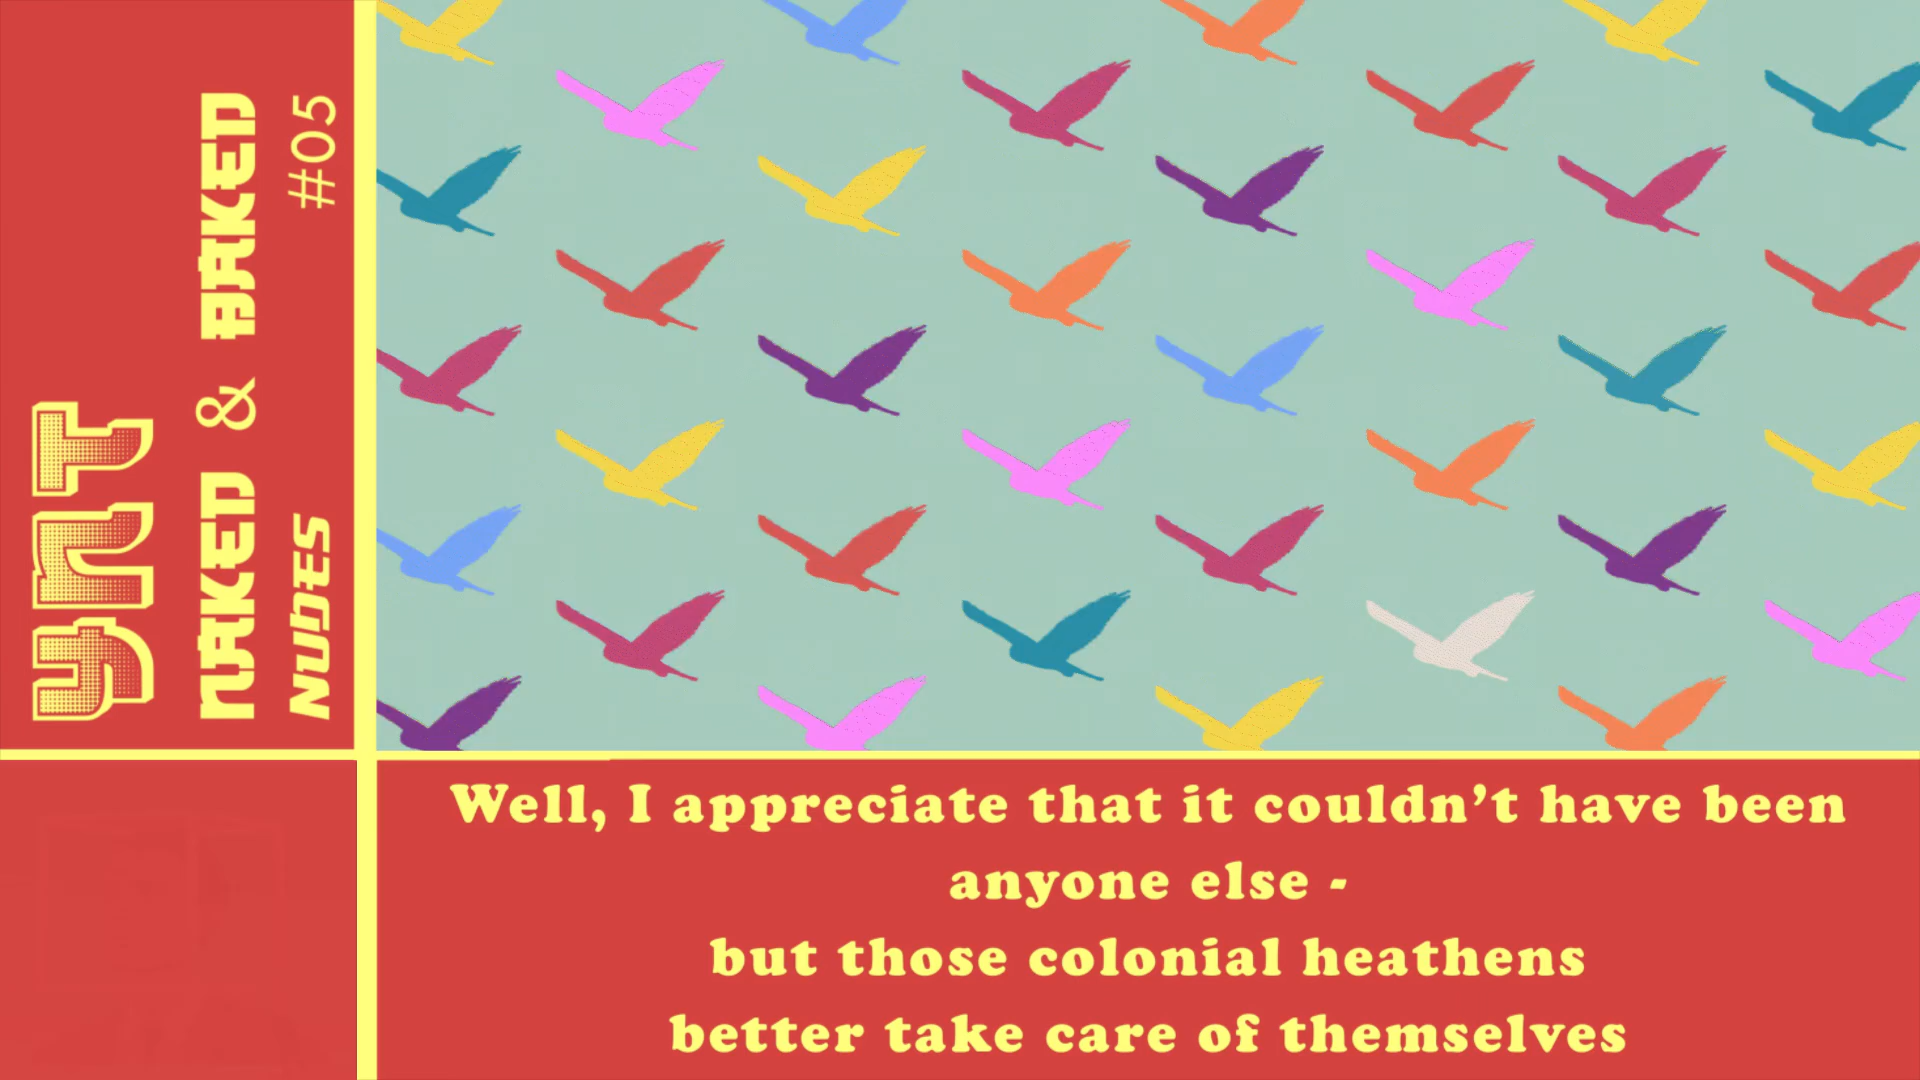 YNT
NAKED & BAKED
NUDES #05
Well, I appreciate that it couldn’t have been
anyone else -
but those colonial heathens
better take care of themselves